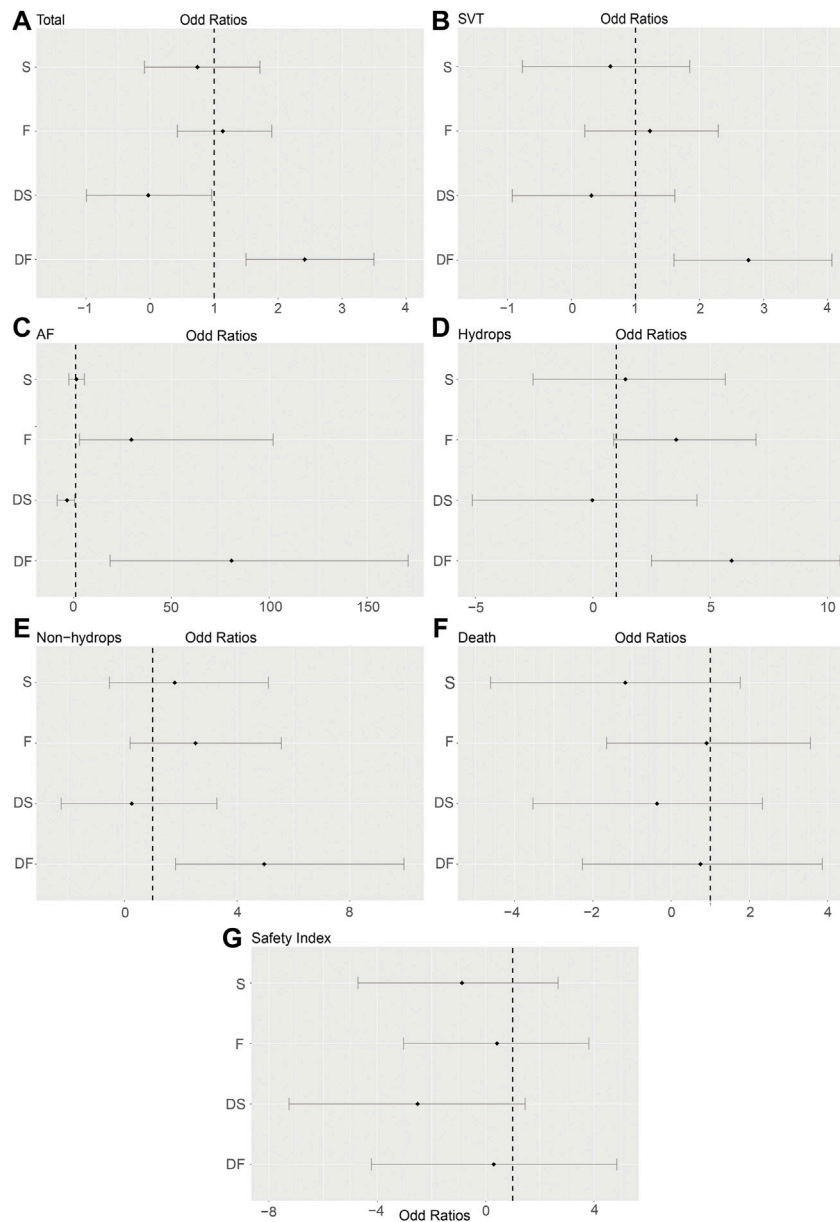 A Total Odd Ratios
S
F
DS
DF
−1 0 1 2 3 4
B SVT Odd Ratios
S
F
DS
DF
−1 0 1 2 3 4
C AF Odd Ratios
S
F
DS
DF
0 50 100 150
D Hydrops Odd Ratios
S
F
DS
DF
−5 0 5 10
E Non−hydrops Odd Ratios
S
F
DS
DF
0 4 8
F Death Odd Ratios
S
F
DS
DF
−4 −2 0 2 4
G Safety Index
S
F
DS
DF
−8 −4 0 4
Odd Ratios